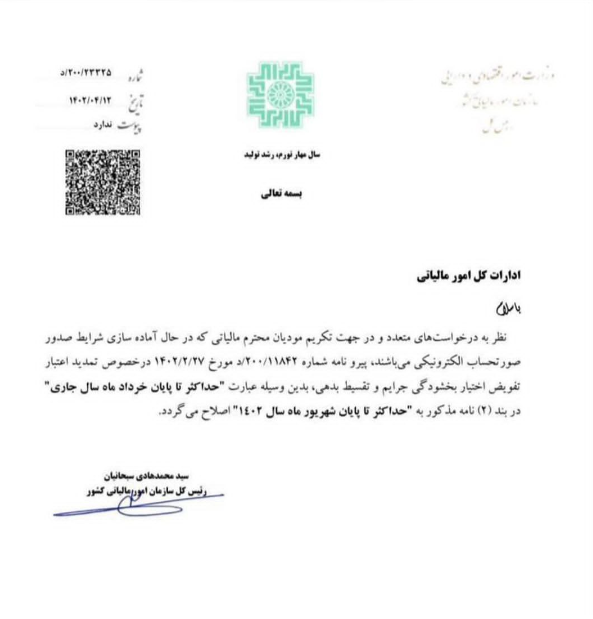 وزارت امور اقتصادی و دارایی
سازمان امور مالیاتی کشور
رئیس کل
شماره ۲۰۰/۲۳۳۲۵/د
تاریخ ۱۴۰۲/۰۴/۱۲
پیوست ندارد
سال مهار تورم، رشد تولید
بسمه تعالی
ادارات کل امور مالیاتی
با سلام
نظر به درخواست‌های متعدد و در جهت تکریم مودیان محترم مالیاتی که در حال آماده سازی شرایط صدور
صورتحساب الکترونیکی می‌باشند، پیرو نامه شماره ۲۰۰/۱۱۸۴۲/د مورخ ۱۴۰۲/۲/۲۷ درخصوص تمدید اعتبار
تفویض اختیار بخشودگی جرایم و تقسیط بدهی، بدین وسیله عبارت "حداکثر تا پایان خرداد ماه سال جاری"
در بند (۲) نامه مذکور به "حداکثر تا پایان شهریور ماه سال ۱۴۰۲" اصلاح می‌گردد.
سید محمدهادی سبحانیان
رئیس کل سازمان امور مالیاتی کشور